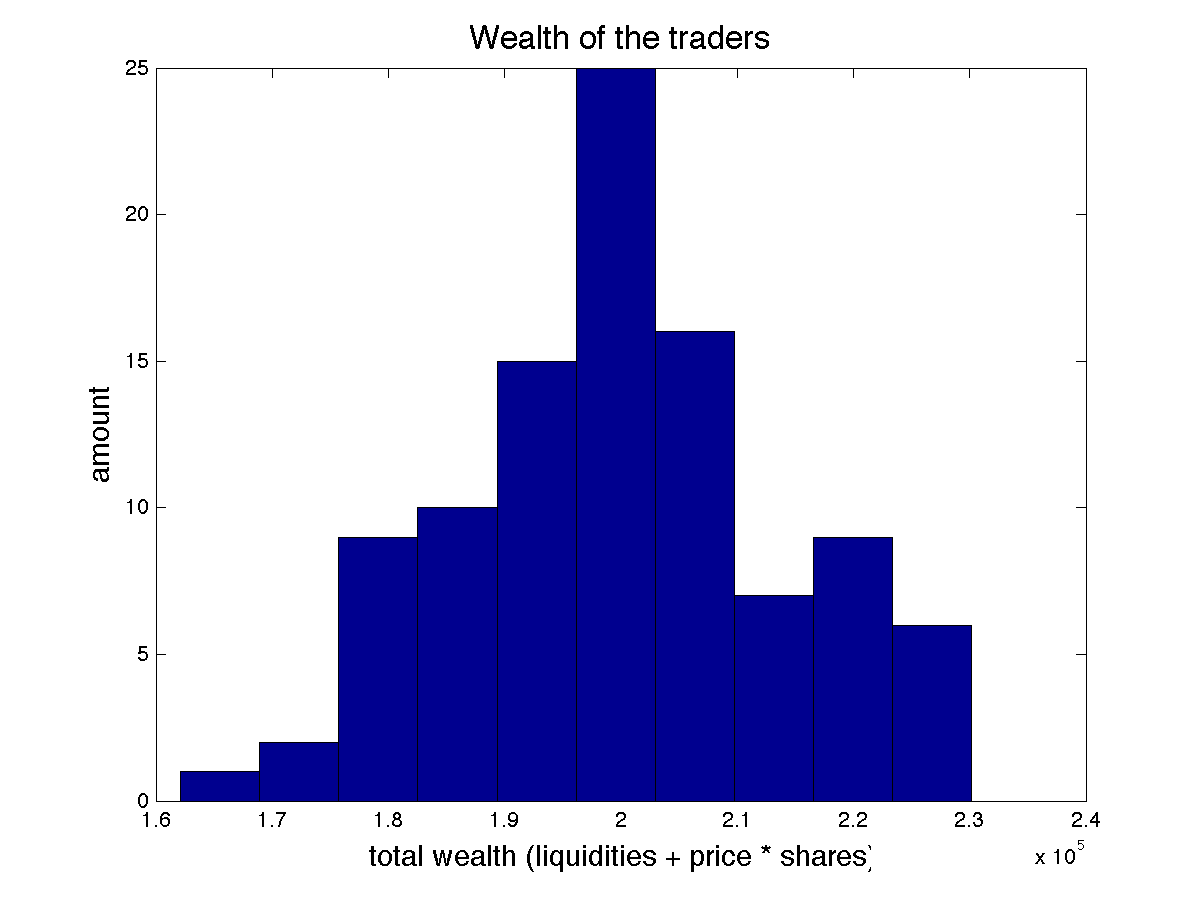 Wealth of the traders
25
20
15
10
5
0
amount
1.6 1.7 1.8 1.9 2 2.1 2.2 2.3 2.4
x 10^5
total wealth (liquidities + price * shares)